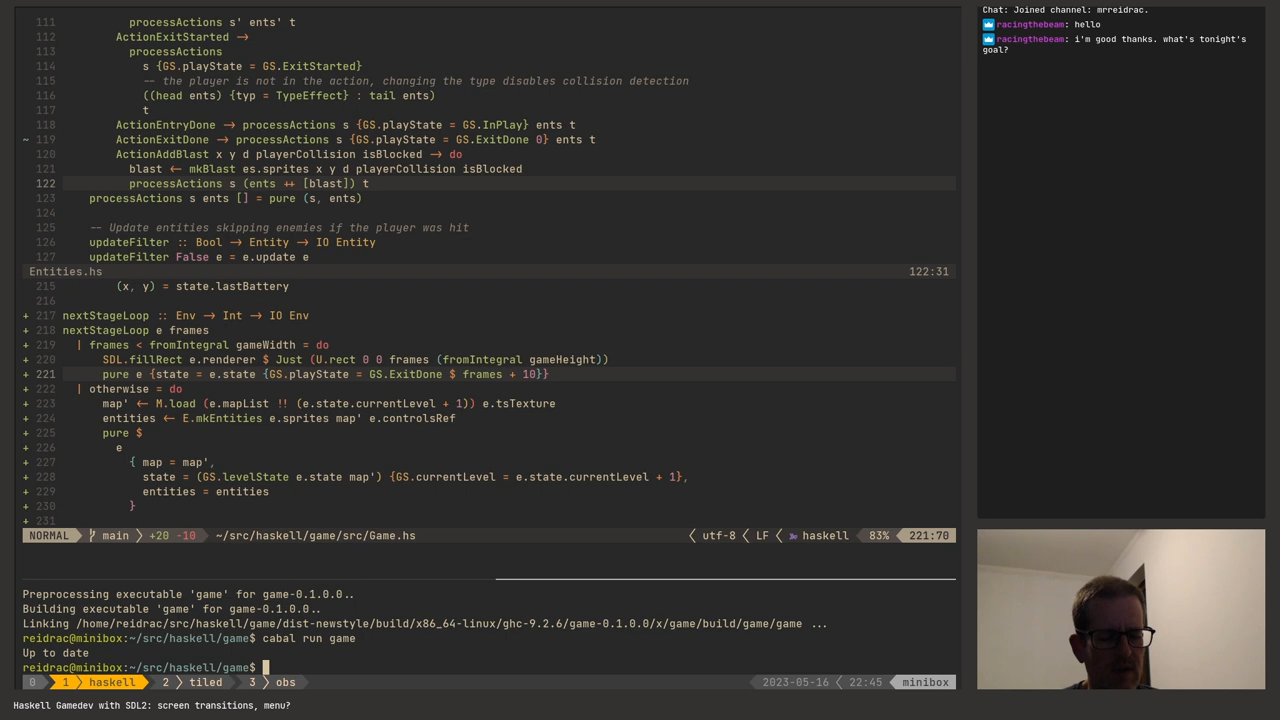 111 processActions s' ents' t
112 ActionExitStarted →
113 processActions
114 s {GS.playState = GS.ExitStarted}
115 -- the player is not in the action, changing the type disables collision detection
116 ((head ents) {typ = TypeEffect} : tail ents)
117 t
118 ActionEntryDone → processActions s {GS.playState = GS.InPlay} ents t
~ 119 ActionExitDone → processActions s {GS.playState = GS.ExitDone 0} ents t
120 ActionAddBlast x y d playerCollision isBlocked → do
121 blast ← mkBlast es.sprites x y d playerCollision isBlocked
122 processActions s (ents ++ [blast]) t
123 processActions s ents [] = pure (s, ents)
124
125 -- Update entities skipping enemies if the player was hit
126 updateFilter :: Bool → Entity → IO Entity
127 updateFilter False e = e.update e
Entities.hs 122:31
215 (x, y) = state.lastBattery
216
+ 217 nextStageLoop :: Env → Int → IO Env
+ 218 nextStageLoop e frames
+ 219 | frames < fromIntegral gameWidth = do
+ 220 SDL.fillRect e.renderer $ Just (U.rect 0 0 frames (fromIntegral gameHeight))
+ 221 pure e {state = e.state {GS.playState = GS.ExitDone $ frames + 10}}
+ 222 | otherwise = do
+ 223 map' ← M.load (e.mapList !! (e.state.currentLevel + 1)) e.tsTexture
+ 224 entities ← E.mkEntities e.sprites map' e.controlsRef
+ 225 pure $
+ 226 e
+ 227 { map = map',
+ 228 state = (GS.levelState e.state map') {GS.currentLevel = e.state.currentLevel + 1},
+ 229 entities = entities
+ 230 }
+ 231
NORMAL main +20 -10 ~/src/haskell/game/src/Game.hs utf-8 LF haskell 83% 221:70
Preprocessing executable 'game' for game-0.1.0.0..
Building executable 'game' for game-0.1.0.0..
Linking /home/reidrac/src/haskell/game/dist-newstyle/build/x86_64-linux/ghc-9.2.6/game-0.1.0.0/x/game/build/game/game ...
reidrac@minibox:~/src/haskell/game$ cabal run game
Up to date
reidrac@minibox:~/src/haskell/game$
0 1 haskell 2 tiled 3 obs 2023-05-16 22:45 minibox
Haskell Gamedev with SDL2: screen transitions, menu?
Chat: Joined channel: mrreidrac.
racingthebeam: hello
racingthebeam: i'm good thanks. what's tonight's
goal?